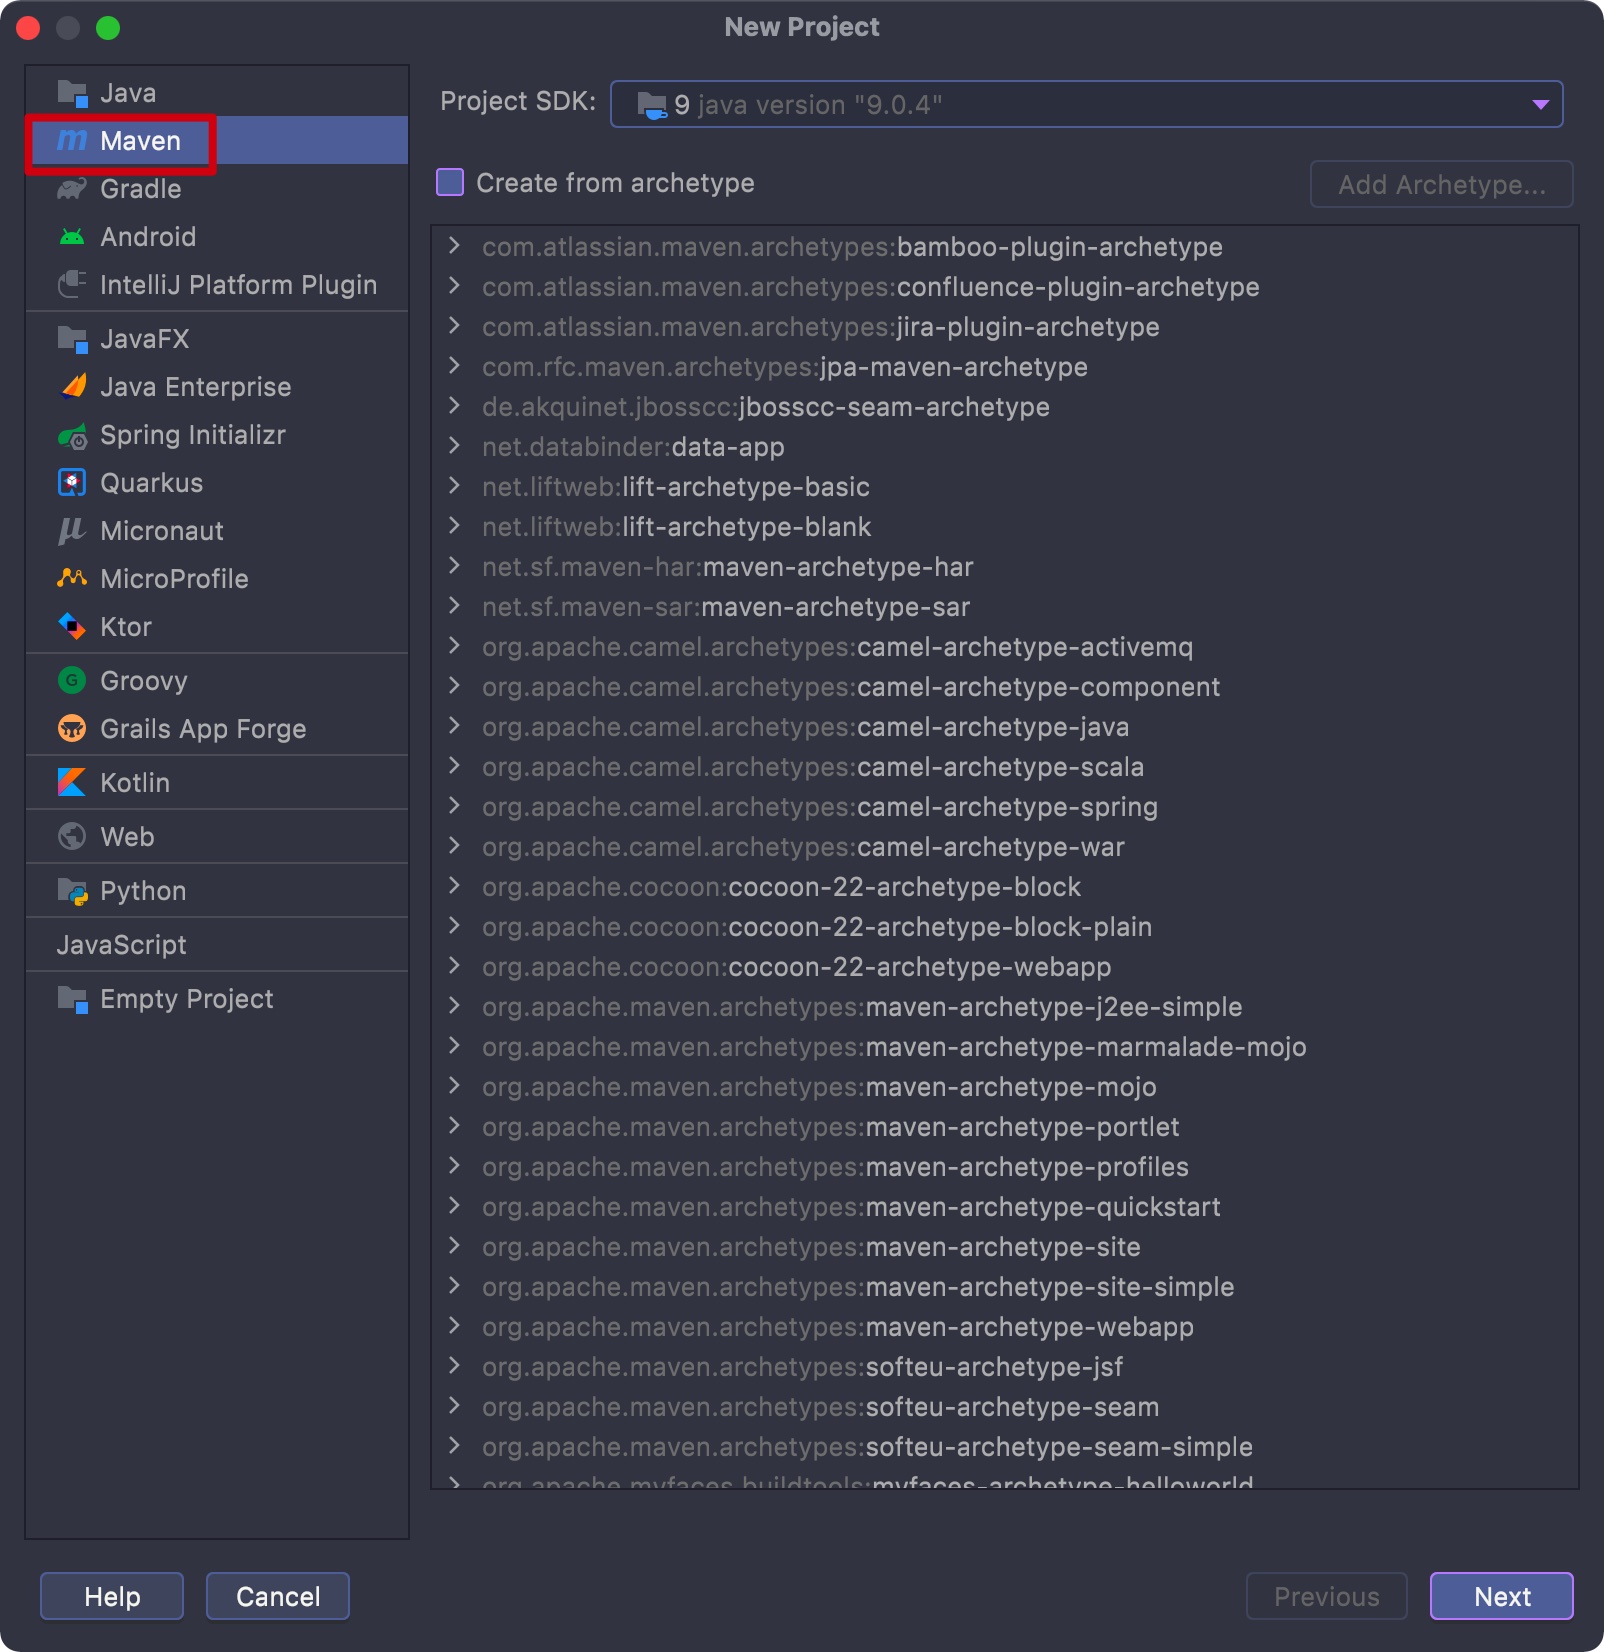 New Project
Java
Maven
Gradle
Android
IntelliJ Platform Plugin
JavaFX
Java Enterprise
Spring Initializr
Quarkus
Micronaut
MicroProfile
Ktor
Groovy
Grails App Forge
Kotlin
Web
Python
JavaScript
Empty Project
Project SDK: 9 java version "9.0.4"
Create from archetype
Add Archetype...
com.atlassian.maven.archetypes:bamboo-plugin-archetype
com.atlassian.maven.archetypes:confluence-plugin-archetype
com.atlassian.maven.archetypes:jira-plugin-archetype
com.rfc.maven.archetypes:jpa-maven-archetype
de.akquinet.jbosscc:jbosscc-seam-archetype
net.databinder:data-app
net.liftweb:lift-archetype-basic
net.liftweb:lift-archetype-blank
net.sf.maven-har:maven-archetype-har
net.sf.maven-sar:maven-archetype-sar
org.apache.camel.archetypes:camel-archetype-activemq
org.apache.camel.archetypes:camel-archetype-component
org.apache.camel.archetypes:camel-archetype-java
org.apache.camel.archetypes:camel-archetype-scala
org.apache.camel.archetypes:camel-archetype-spring
org.apache.camel.archetypes:camel-archetype-war
org.apache.cocoon:cocoon-22-archetype-block
org.apache.cocoon:cocoon-22-archetype-block-plain
org.apache.cocoon:cocoon-22-archetype-webapp
org.apache.maven.archetypes:maven-archetype-j2ee-simple
org.apache.maven.archetypes:maven-archetype-marmalade-mojo
org.apache.maven.archetypes:maven-archetype-mojo
org.apache.maven.archetypes:maven-archetype-portlet
org.apache.maven.archetypes:maven-archetype-profiles
org.apache.maven.archetypes:maven-archetype-quickstart
org.apache.maven.archetypes:maven-archetype-site
org.apache.maven.archetypes:maven-archetype-site-simple
org.apache.maven.archetypes:maven-archetype-webapp
org.apache.maven.archetypes:softeu-archetype-jsf
org.apache.maven.archetypes:softeu-archetype-seam
org.apache.maven.archetypes:softeu-archetype-seam-simple
org.apache.myfaces.buildtools:myfaces-archetype-helloworld
Help
Cancel
Previous
Next